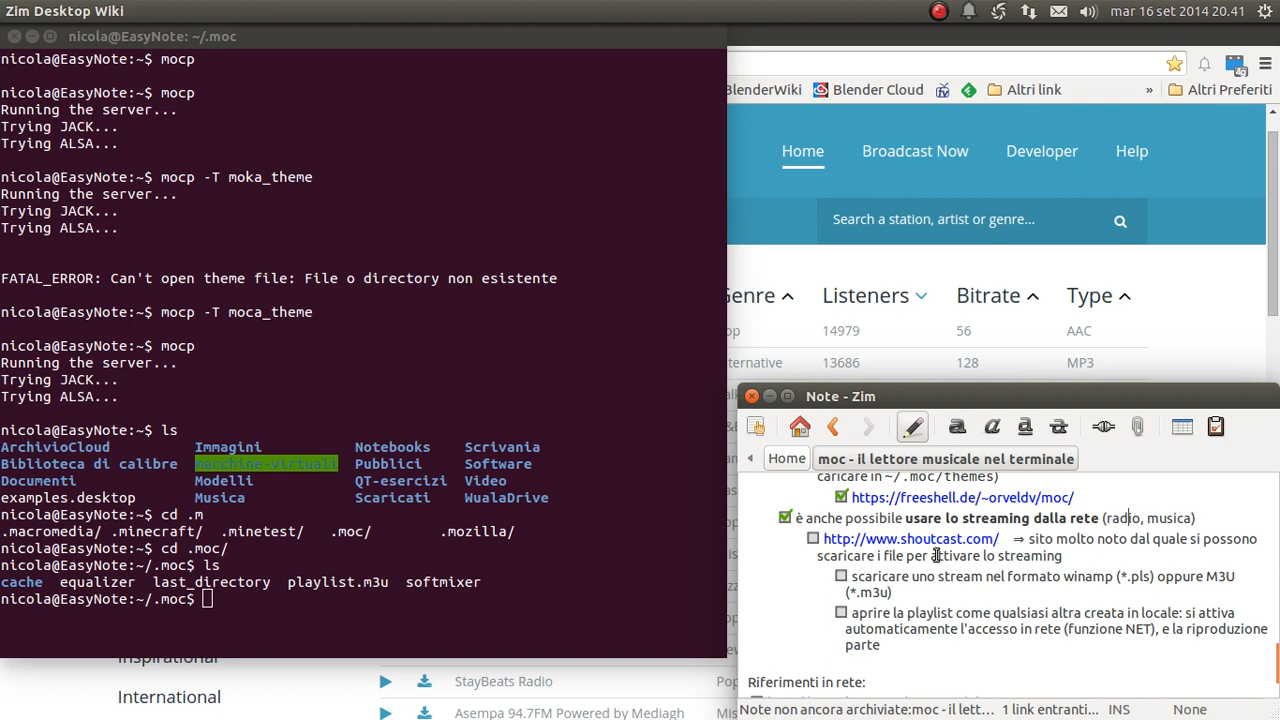 Zim Desktop Wiki
mar 16 set 2014 20.41
nicola@EasyNote: ~/.moc
nicola@EasyNote:~$ mocp
nicola@EasyNote:~$ mocp
Running the server...
Trying JACK...
Trying ALSA...
nicola@EasyNote:~$ mocp -T moka_theme
Running the server...
Trying JACK...
Trying ALSA...
FATAL_ERROR: Can't open theme file: File o directory non esistente
nicola@EasyNote:~$ mocp -T moca_theme
nicola@EasyNote:~$ mocp
Running the server...
Trying JACK...
Trying ALSA...
nicola@EasyNote:~$ ls
ArchivioCloud Immagini Notebooks Scrivania
Biblioteca di calibre macchine-virtuali Pubblici Software
Documenti Modelli QT-esercizi Video
examples.desktop Musica Scaricati WualaDrive
nicola@EasyNote:~$ cd .m
.macromedia/ .minecraft/ .minetest/ .moc/ .mozilla/
nicola@EasyNote:~$ cd .moc/
nicola@EasyNote:~/.moc$ ls
cache equalizer last_directory playlist.m3u softmixer
nicola@EasyNote:~/.moc$
BlenderWiki Blender Cloud Altri link » Altri Preferiti
Home Broadcast Now Developer Help
Search a station, artist or genre...
Genre Listeners Bitrate Type
14979 56 AAC
13686 128 MP3
Note - Zim
Home moc - il lettore musicale nel terminale
caricare in ~/.moc/themes)
https://freeshell.de/~orveldv/moc/
è anche possibile usare lo streaming dalla rete (radio, musica)
http://www.shoutcast.com/ ⇒ sito molto noto dal quale si possono
scaricare i file per attivare lo streaming
scaricare uno stream nel formato winamp (*.pls) oppure M3U
(*.m3u)
aprire la playlist come qualsiasi altra creata in locale: si attiva
automaticamente l'accesso in rete (funzione NET), e la riproduzione
parte
Riferimenti in rete:
Note non ancora archiviate:moc - il lett... 1 link entranti... INS None
Inspirational
International
StayBeats Radio
Asempa 94.7FM Powered by Mediagh